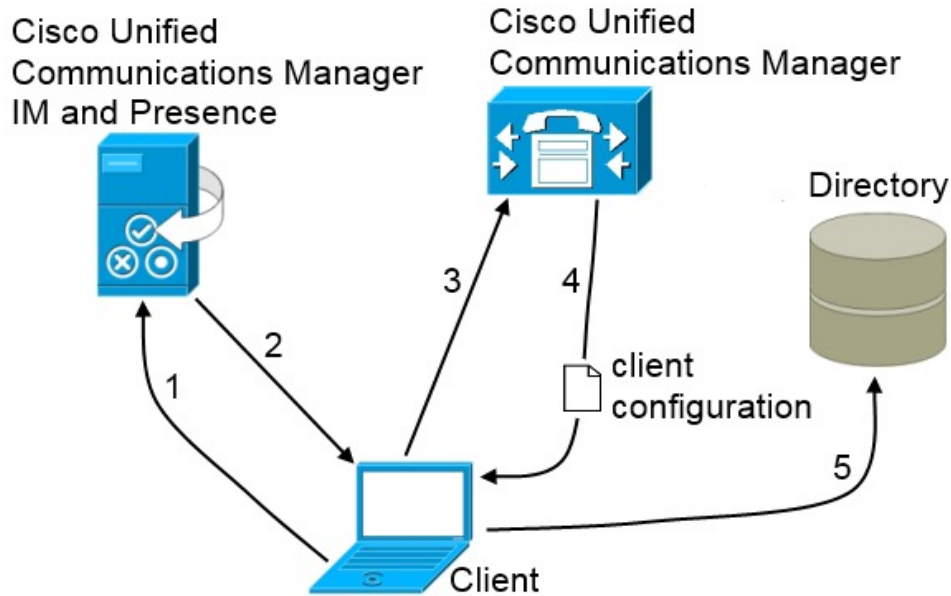 Cisco Unified
Communications Manager
IM and Presence
Cisco Unified
Communications Manager
Directory
3
4
2
1
client
configuration
5
Client